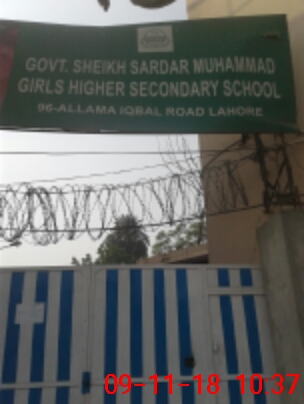 GOVT. SHEIKH SARDAR MUHAMMAD
GIRLS HIGHER SECONDARY SCHOOL
96-ALLAMA IQBAL ROAD LAHORE
09-11-18 10:37